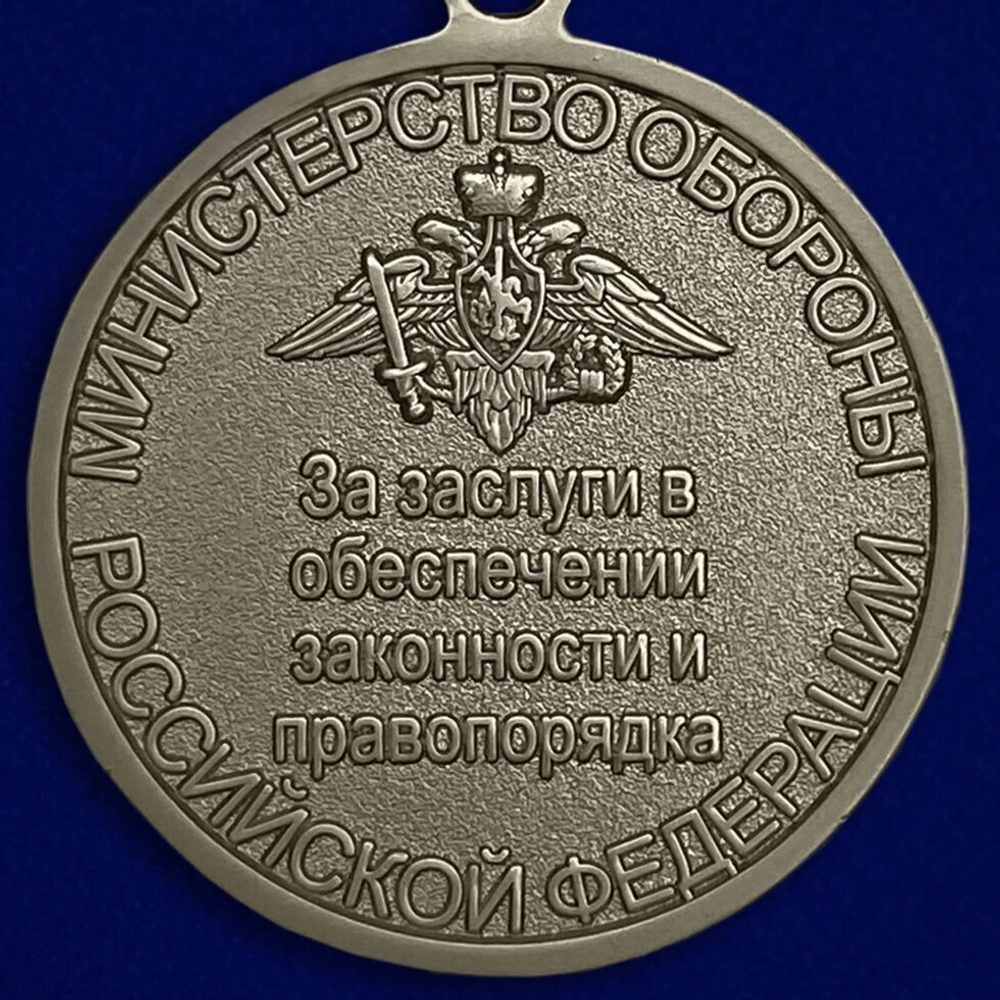 МИНИСТЕРСТВО ОБОРОНЫ
За заслуги в
обеспечении
законности и
правопорядка
РОССИЙСКОЙ ФЕДЕРАЦИИ